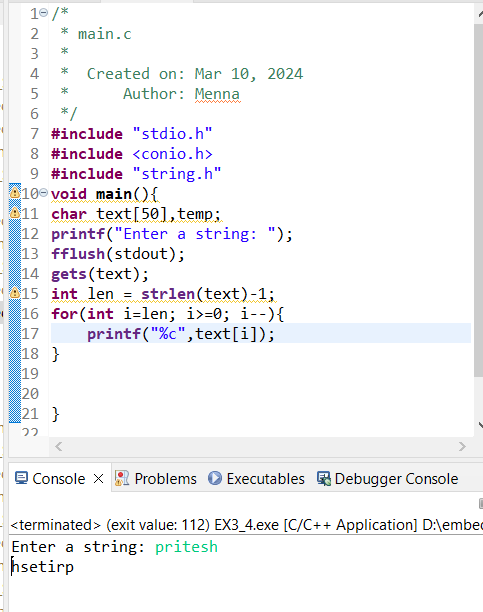 1 /*
2  * main.c
3  *
4  *  Created on: Mar 10, 2024
5  *      Author: Menna
6  */
7 #include "stdio.h"
8 #include <conio.h>
9 #include "string.h"
10 void main(){
11 char text[50],temp;
12 printf("Enter a string: ");
13 fflush(stdout);
14 gets(text);
15 int len = strlen(text)-1;
16 for(int i=len; i>=0; i--){
17     printf("%c",text[i]);
18 }
19
20
21 }
22
Console Problems Executables Debugger Console
<terminated> (exit value: 112) EX3_4.exe [C/C++ Application] D:\embed
Enter a string: pritesh
hsetirp